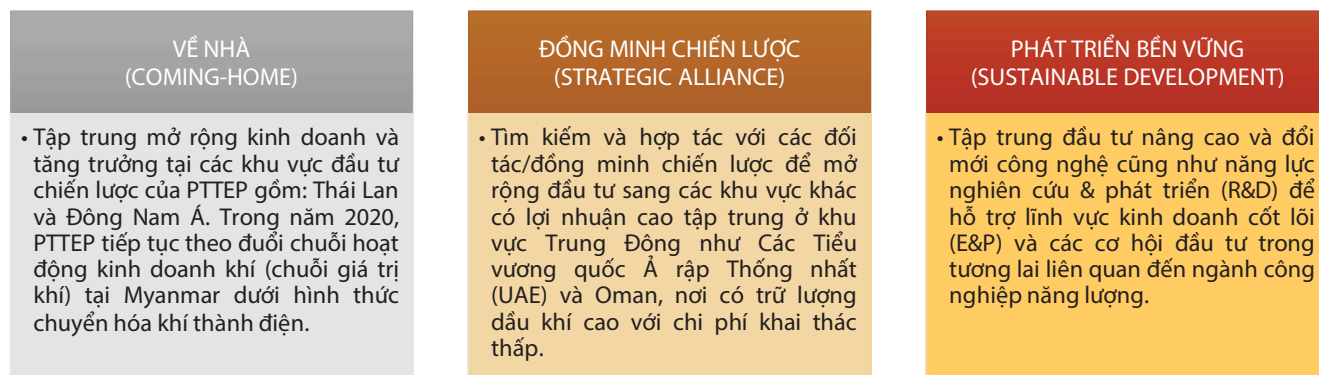 VỀ NHÀ
(COMING-HOME)
• Tập trung mở rộng kinh doanh và
tăng trưởng tại các khu vực đầu tư
chiến lược của PTTEP gồm: Thái Lan
và Đông Nam Á. Trong năm 2020,
PTTEP tiếp tục theo đuổi chuỗi hoạt
động kinh doanh khí (chuỗi giá trị
khí) tại Myanmar dưới hình thức
chuyển hóa khí thành điện.
ĐỒNG MINH CHIẾN LƯỢC
(STRATEGIC ALLIANCE)
• Tìm kiếm và hợp tác với các đối
tác/đồng minh chiến lược để mở
rộng đầu tư sang các khu vực khác
có lợi nhuận cao tập trung ở khu
vực Trung Đông như Các Tiểu
vương quốc Ả rập Thống nhất
(UAE) và Oman, nơi có trữ lượng
dầu khí cao với chi phí khai thác
thấp.
PHÁT TRIỂN BỀN VỮNG
(SUSTAINABLE DEVELOPMENT)
• Tập trung đầu tư nâng cao và đổi
mới công nghệ cũng như năng lực
nghiên cứu & phát triển (R&D) để
hỗ trợ lĩnh vực kinh doanh cốt lõi
(E&P) và các cơ hội đầu tư trong
tương lai liên quan đến ngành công
nghiệp năng lượng.